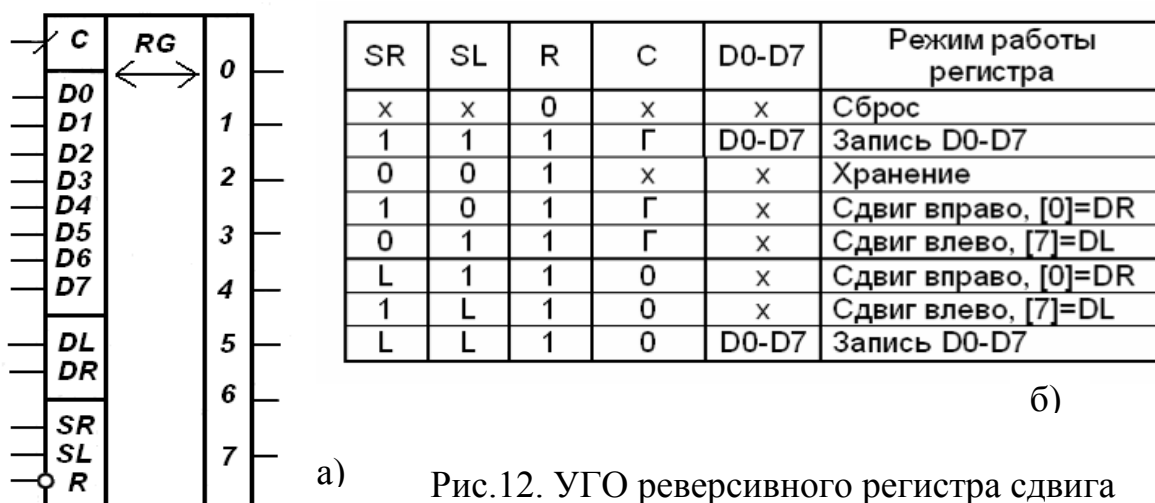 C RG
0
D0
D1 1
D2
D3 2
D4
D5 3
D6
D7 4
DL 5
DR
6
SR
SL 7
R
а)
SR SL R C D0-D7 Режим работы
регистра
x x 0 x x Сброс
1 1 1 Г D0-D7 Запись D0-D7
0 0 1 x x Хранение
1 0 1 Г x Сдвиг вправо, [0]=DR
0 1 1 Г x Сдвиг влево, [7]=DL
L 1 1 0 x Сдвиг вправо, [0]=DR
1 L 1 0 x Сдвиг влево, [7]=DL
L L 1 0 D0-D7 Запись D0-D7
б)
Рис.12. УГО реверсивного регистра сдвига